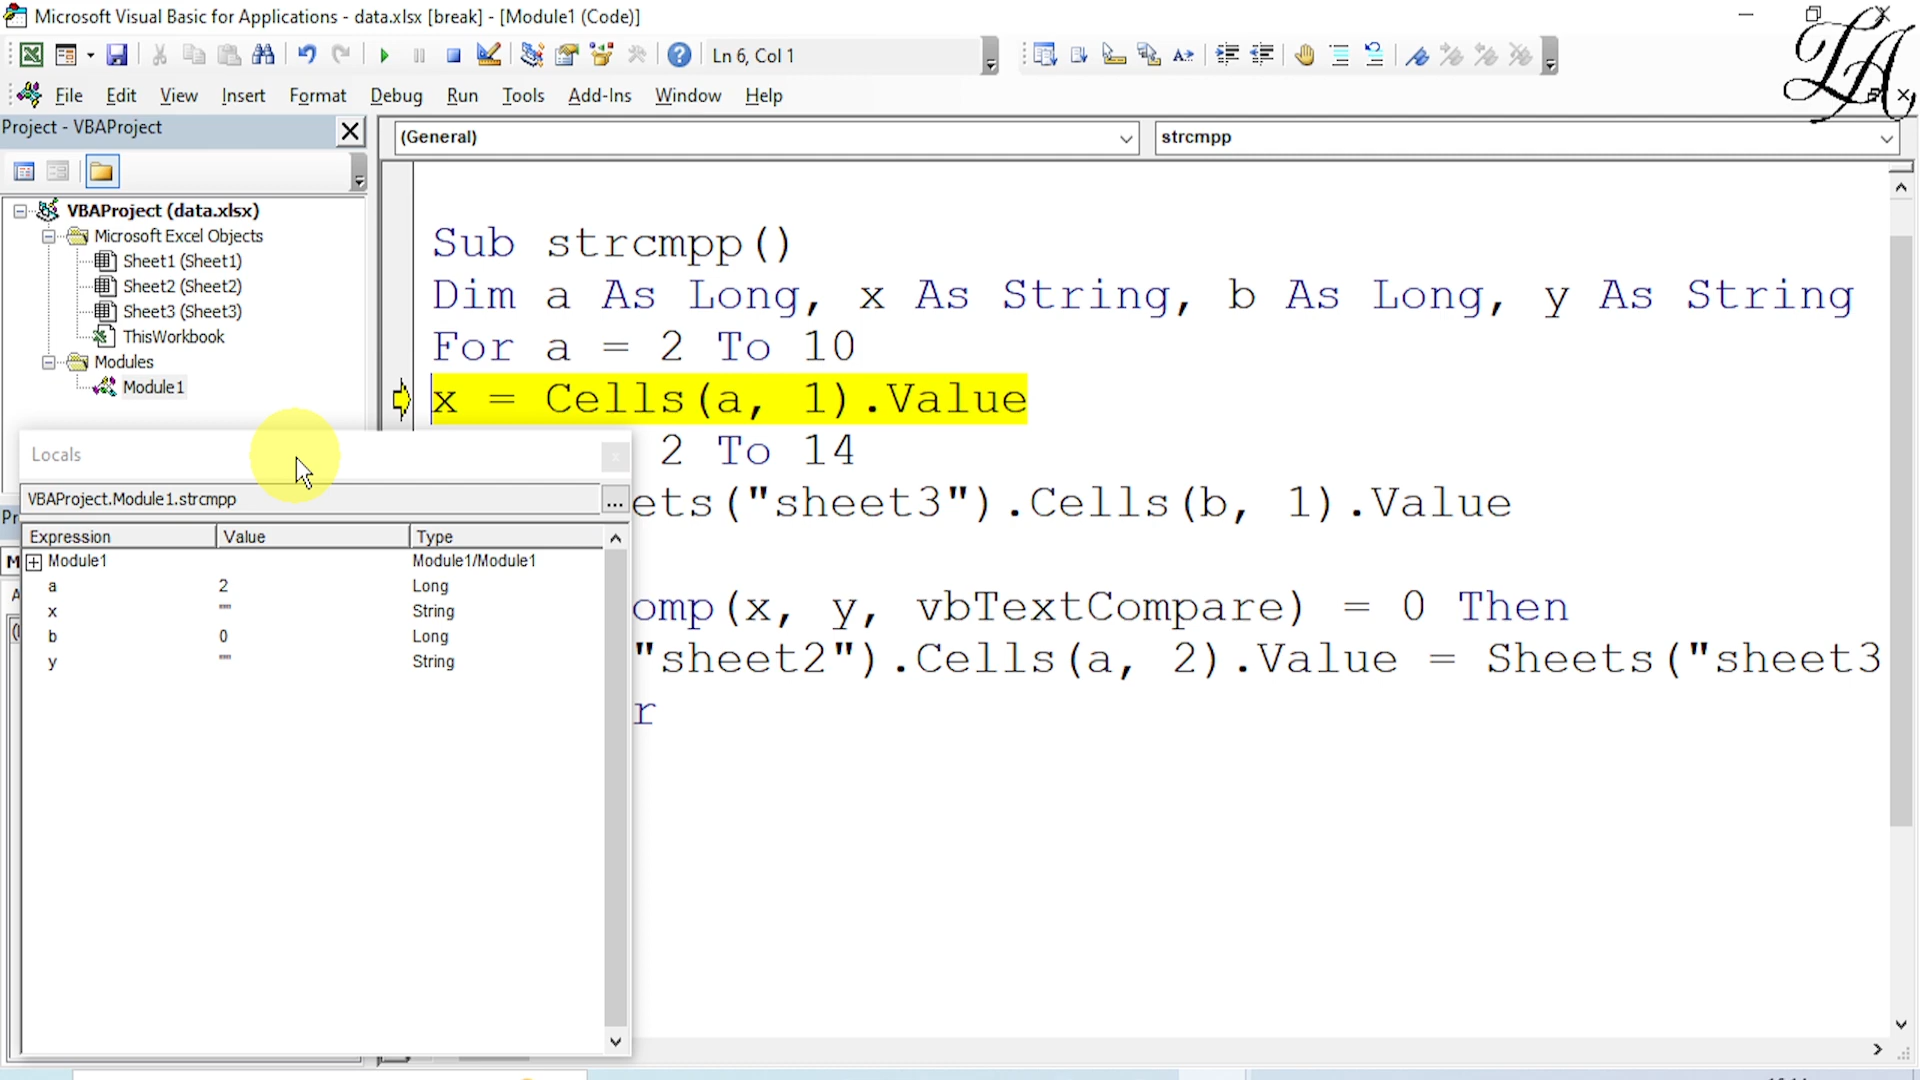 Microsoft Visual Basic for Applications - data.xlsx [break] - [Module1 (Code)]
Ln 6, Col 1
File Edit View Insert Format Debug Run Tools Add-Ins Window Help
LA
Project - VBAProject
(General)
strcmpp
VBAProject (data.xlsx)
Microsoft Excel Objects
Sheet1 (Sheet1)
Sheet2 (Sheet2)
Sheet3 (Sheet3)
ThisWorkbook
Modules
Module1
Sub strcmpp()
Dim a As Long, x As String, b As Long, y As String
For a = 2 To 10
x = Cells(a, 1).Value
2 To 14
ets("sheet3").Cells(b, 1).Value
omp(x, y, vbTextCompare) = 0 Then
"sheet2").Cells(a, 2).Value = Sheets("sheet3
r
Locals
VBAProject.Module1.strcmpp
...
Expression Value Type
Module1 Module1/Module1
a 2 Long
x "" String
b 0 Long
y "" String
Pr
M
A
(